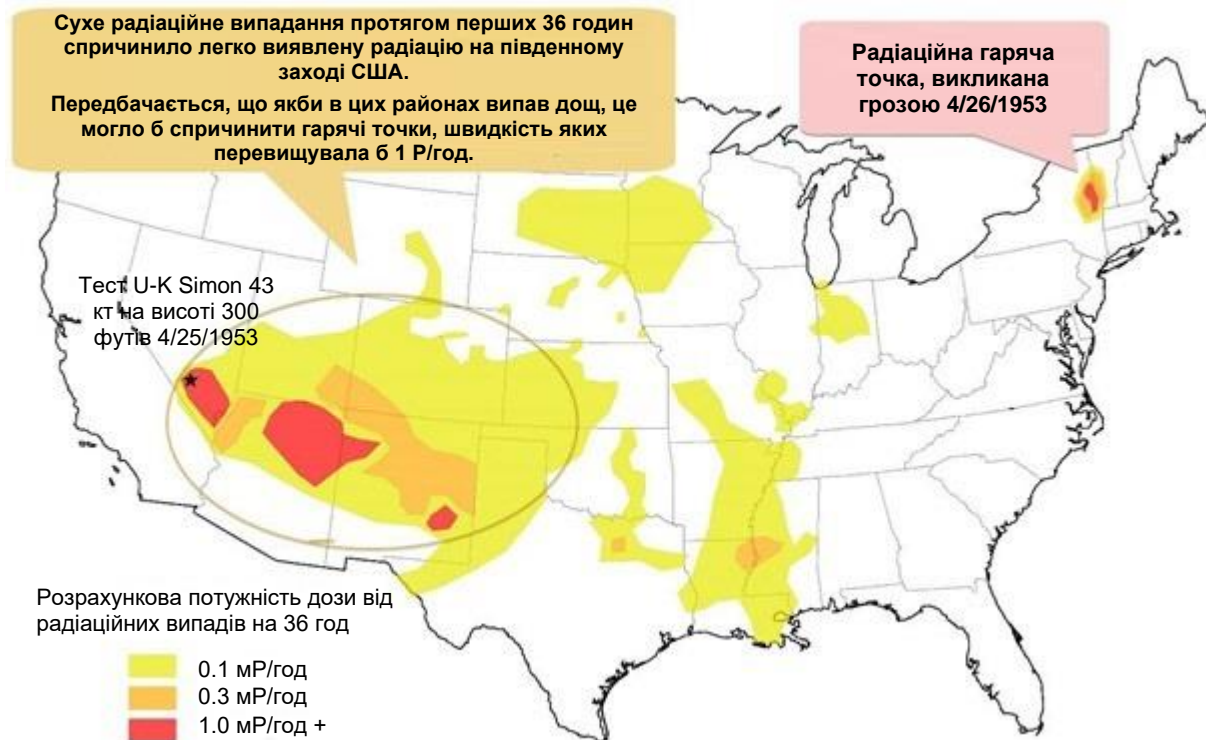 Сухе радіаційне випадання протягом перших 36 годин
спричинило легко виявлену радіацію на південному
заході США.
Передбачається, що якби в цих районах випав дощ, це
могло б спричинити гарячі точки, швидкість яких
перевищувала б 1 Р/год.
Радіаційна гаряча
точка, викликана
грозою 4/26/1953
Тест U-K Simon 43
кт на висоті 300
футів 4/25/1953
Розрахункова потужність дози від
радіаційних випадів на 36 год
0.1 мР/год
0.3 мР/год
1.0 мР/год +